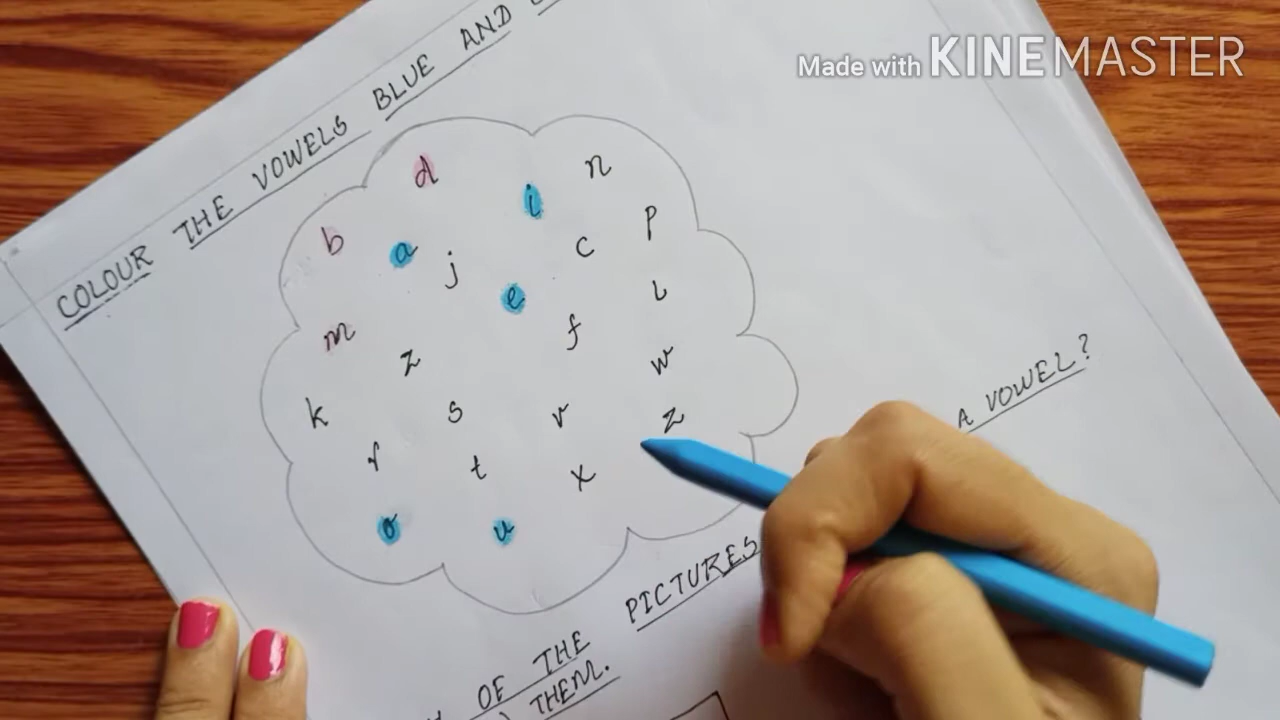 Made with KINEMASTER
COLOUR THE VOWELS BLUE AND
d i n
b a j c p
e l
m z f w
k s r z
r t x
o u
A VOWEL?
OF THE PICTURES
THEM.